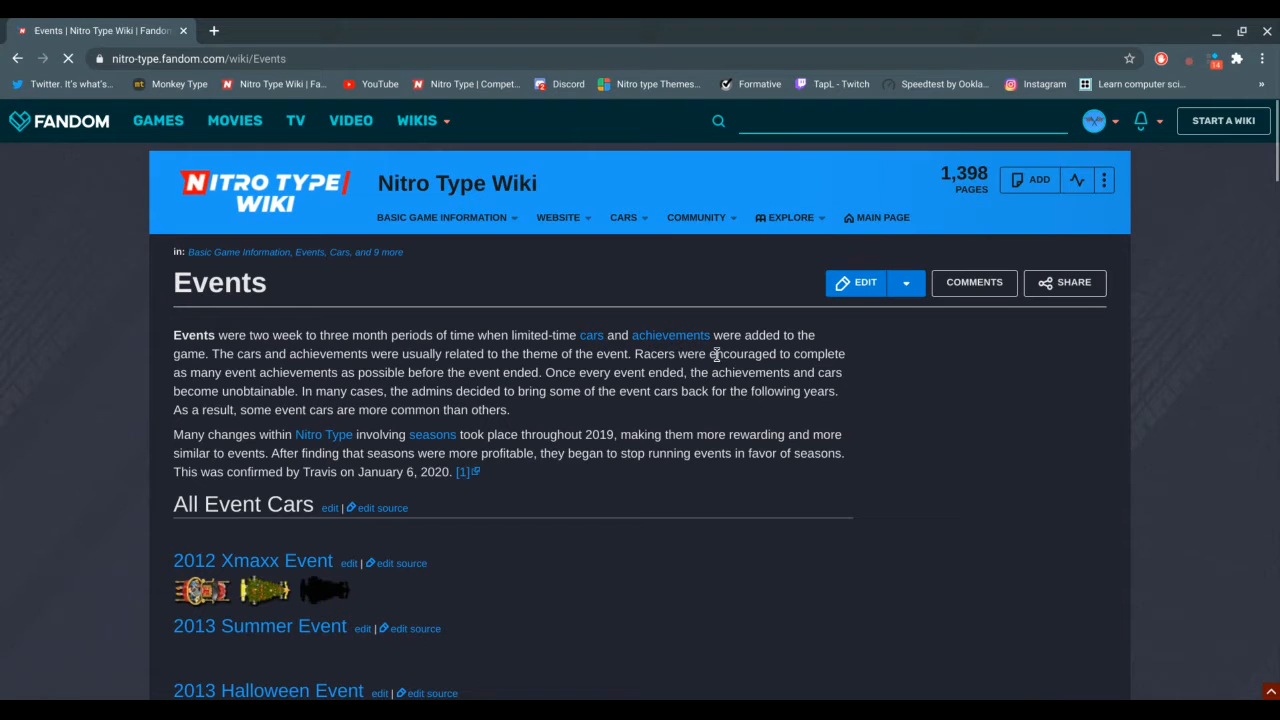 Events | Nitro Type Wiki | Fandom
nitro-type.fandom.com/wiki/Events
Twitter. It's what's...
mt Monkey Type
Nitro Type Wiki | Fa...
YouTube
Nitro Type | Compet...
Discord
Nitro type Themes...
Formative
TapL - Twitch
Speedtest by Ookla...
Instagram
Learn computer sci...
»
FANDOM GAMES MOVIES TV VIDEO WIKIS START A WIKI
NITRO TYPE WIKI
Nitro Type Wiki
1,398 PAGES
ADD
BASIC GAME INFORMATION WEBSITE CARS COMMUNITY EXPLORE MAIN PAGE
in: Basic Game Information, Events, Cars, and 9 more
Events
EDIT COMMENTS SHARE
Events were two week to three month periods of time when limited-time cars and achievements were added to the
game. The cars and achievements were usually related to the theme of the event. Racers were encouraged to complete
as many event achievements as possible before the event ended. Once every event ended, the achievements and cars
become unobtainable. In many cases, the admins decided to bring some of the event cars back for the following years.
As a result, some event cars are more common than others.
Many changes within Nitro Type involving seasons took place throughout 2019, making them more rewarding and more
similar to events. After finding that seasons were more profitable, they began to stop running events in favor of seasons.
This was confirmed by Travis on January 6, 2020. [1]
All Event Cars edit | edit source
2012 Xmaxx Event edit | edit source
2013 Summer Event edit | edit source
2013 Halloween Event edit | edit source